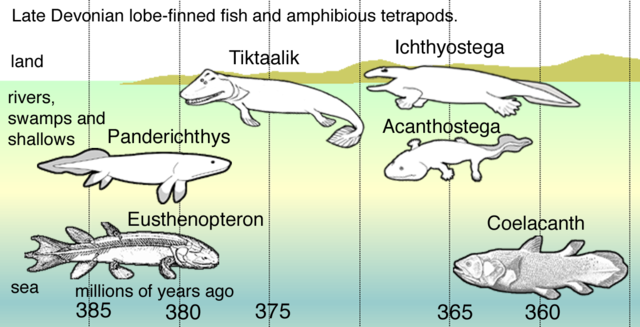 Late Devonian lobe-finned fish and amphibious tetrapods.
land
Tiktaalik
Ichthyostega
rivers,
swamps and
shallows
Panderichthys
Acanthostega
Eusthenopteron
Coelacanth
sea
millions of years ago
385 380 375 365 360